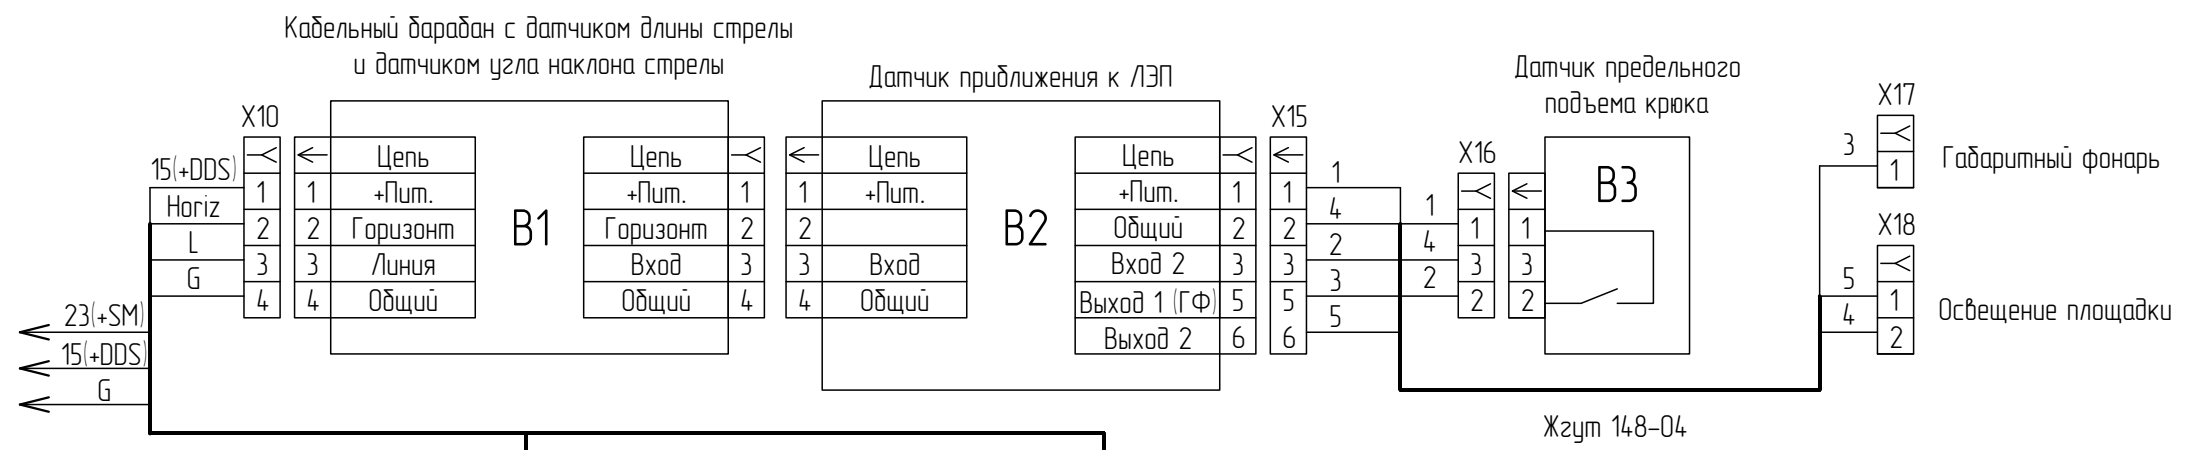 Кабельный барабан с датчиком длины стрелы
и датчиком угла наклона стрелы
Датчик приближения к ЛЭП
Датчик предельного
подъема крюка
X10
X15
X16
X17
X18
15(+DDS)
Horiz
L
G
23(+SM)
15(+DDS)
G
1
2
3
4
1
2
3
4
Цепь
+Пит.
Горизонт
Линия
Общий
В1
Цепь
+Пит.
Горизонт
Вход
Общий
1
2
3
4
1
2
3
4
Цепь
+Пит.
Вход
Общий
В2
Цепь
+Пит.
Общий
Вход 2
Выход 1 (ГФ)
Выход 2
1
2
3
5
6
1
2
3
5
6
1
4
2
3
5
1
4
2
1
3
2
1
3
2
В3
3
1
Габаритный фонарь
5
4
1
2
Освещение площадки
Жгут 148-04